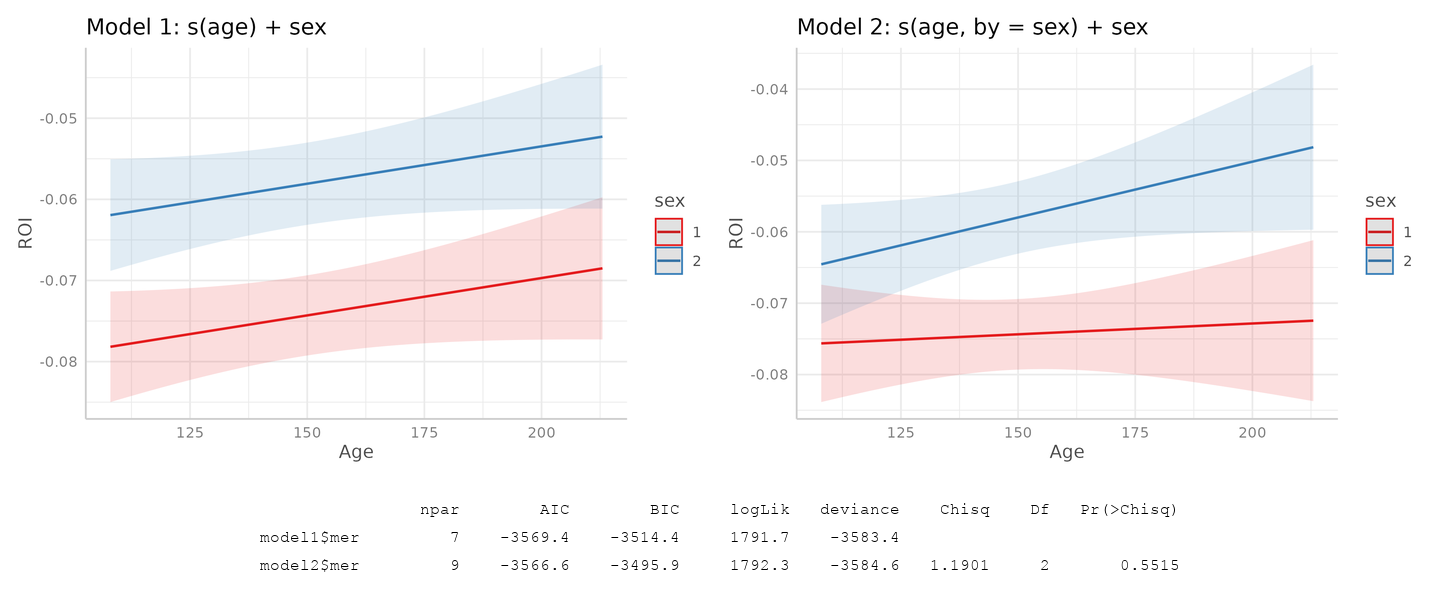 Model 1: s(age) + sex
-0.05
-0.06
-0.07
-0.08
ROI
125 150 175 200
Age
sex
1
2
Model 2: s(age, by = sex) + sex
-0.04
-0.05
-0.06
-0.07
-0.08
ROI
125 150 175 200
Age
sex
1
2
npar AIC BIC logLik deviance Chisq Df Pr(>Chisq)
model1$mer 7 -3569.4 -3514.4 1791.7 -3583.4
model2$mer 9 -3566.6 -3495.9 1792.3 -3584.6 1.1901 2 0.5515